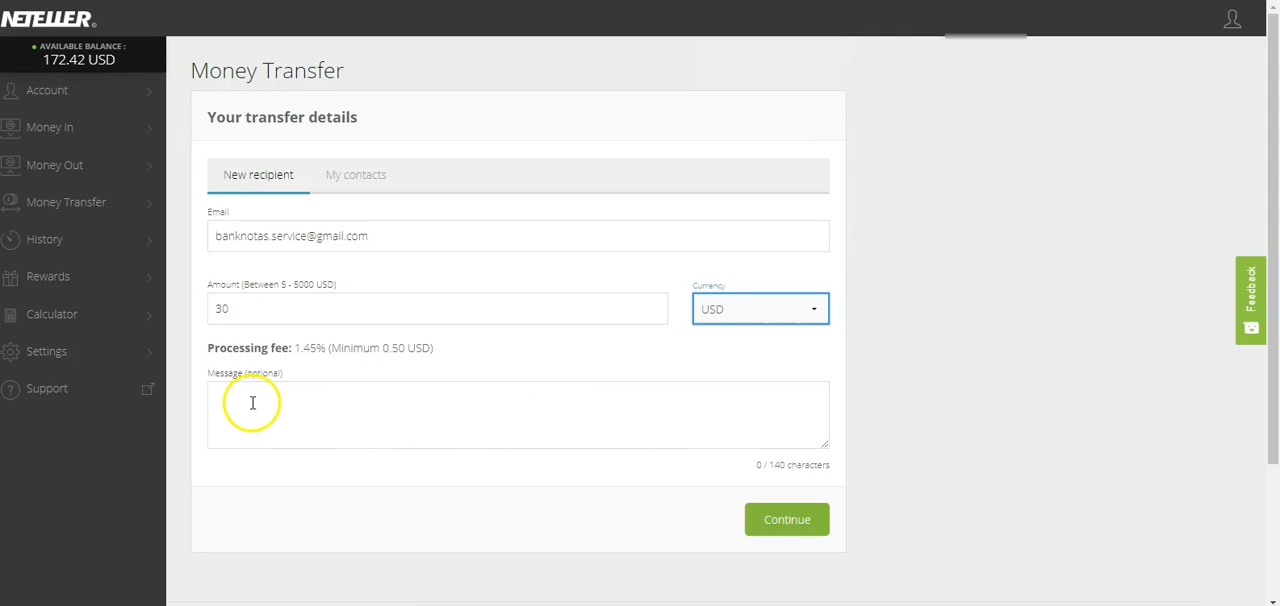 NETELLER®
AVAILABLE BALANCE :
172.42 USD
Account
Money In
Money Out
Money Transfer
History
Rewards
Calculator
Settings
Support
Money Transfer
Your transfer details
New recipient
My contacts
Email
banknotas.service@gmail.com
Amount (Between 5 - 5000 USD)
Currency
30
USD
Processing fee: 1.45% (Minimum 0.50 USD)
Message (optional)
0 / 140 characters
Continue
Feedback